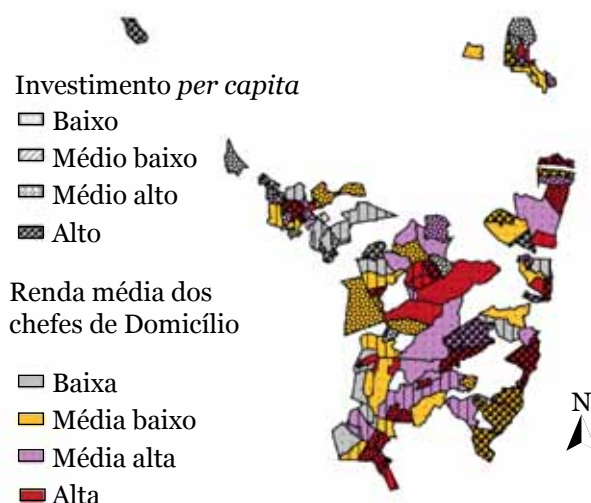 Investimento per capita
Baixo
Médio baixo
Médio alto
Alto
Renda média dos
chefes de Domicílio
Baixa
Média baixo
Média alta
Alta
N